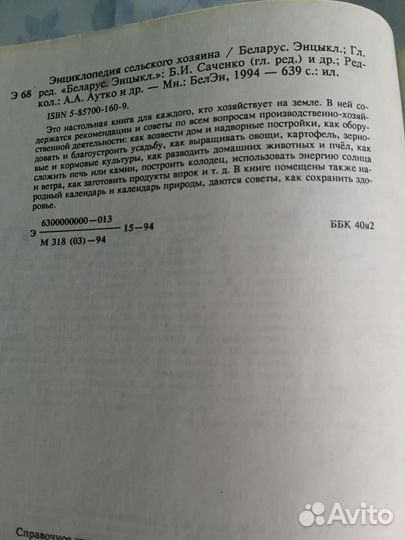 Энциклопедия сельского хозяина / Беларус. Энцыкл.; Гл.
Э 68 ред. «Беларус. Энцыкл.»: Б.И. Саченко (гл. ред.) и др.; Ред-
кол.: А.А. Аутко и др. — Мн.: БелЭн, 1994 — 639 с.: ил.
ISBN 5-85700-160-9.
Это настольная книга для каждого, кто хозяйствует на земле. В ней со-
держатся рекомендации и советы по всем вопросам производственно-хозяй-
ственной деятельности: как возвести дом и надворные постройки, как обору-
довать и благоустроить усадьбу, как выращивать овощи, картофель, зерно-
вые и кормовые культуры, как разводить домашних животных и пчёл, как
сложить печь или камин, построить колодец, использовать энергию солнца
и ветра, как заготовить продукты впрок и т. д. В книге помещены также на-
родный календарь и календарь природы, даются советы, как сохранить здо-
ровье.
6300000000—013
Э 15—94
М 318 (03)—94
ББК 40я2
Справочное
Avito